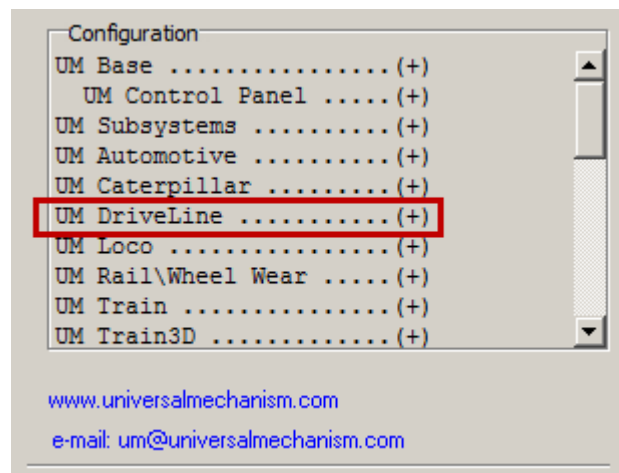 Configuration
UM Base ................(+)
UM Control Panel .....(+)
UM Subsystems ..........(+)
UM Automotive ..........(+)
UM Caterpillar .........(+)
UM DriveLine ...........(+)
UM Loco ................(+)
UM Rail\Wheel Wear .....(+)
UM Train ...............(+)
UM Train3D .............(+)
www.universalmechanism.com
e-mail: um@universalmechanism.com